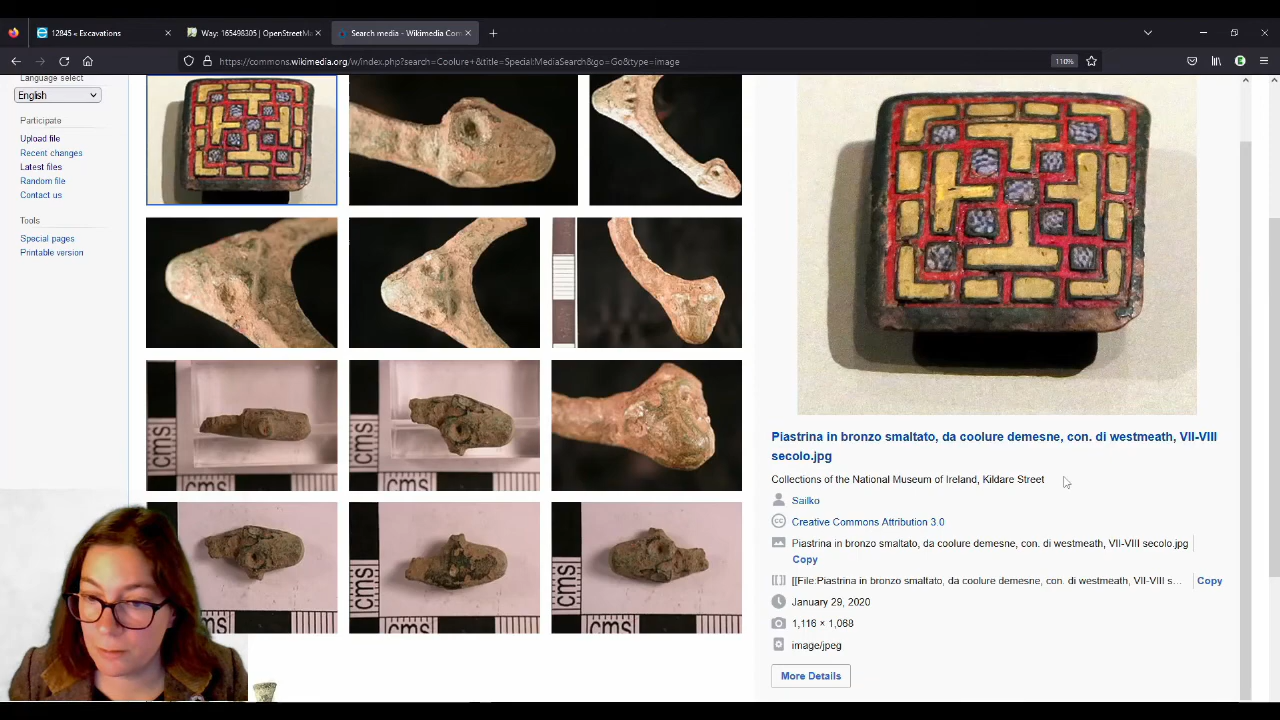 12845 « Excavations
Way: 165498305 | OpenStreetM
Search media - Wikimedia Com
https://commons.wikimedia.org/w/index.php?search=Coolure+&title=Special:MediaSearch&go=Go&type=image
110%
Language select
English
Participate
Upload file
Recent changes
Latest files
Random file
Contact us
Tools
Special pages
Printable version
cms
cms
cms
cms
cms
Piastrina in bronzo smaltato, da coolure demesne, con. di westmeath, VII-VIII
secolo.jpg
Collections of the National Museum of Ireland, Kildare Street
Sailko
cc
Creative Commons Attribution 3.0
Piastrina in bronzo smaltato, da coolure demesne, con. di westmeath, VII-VIII secolo.jpg
Copy
[[File:Piastrina in bronzo smaltato, da coolure demesne, con. di westmeath, VII-VIII s...
Copy
January 29, 2020
1,116 × 1,068
image/jpeg
More Details